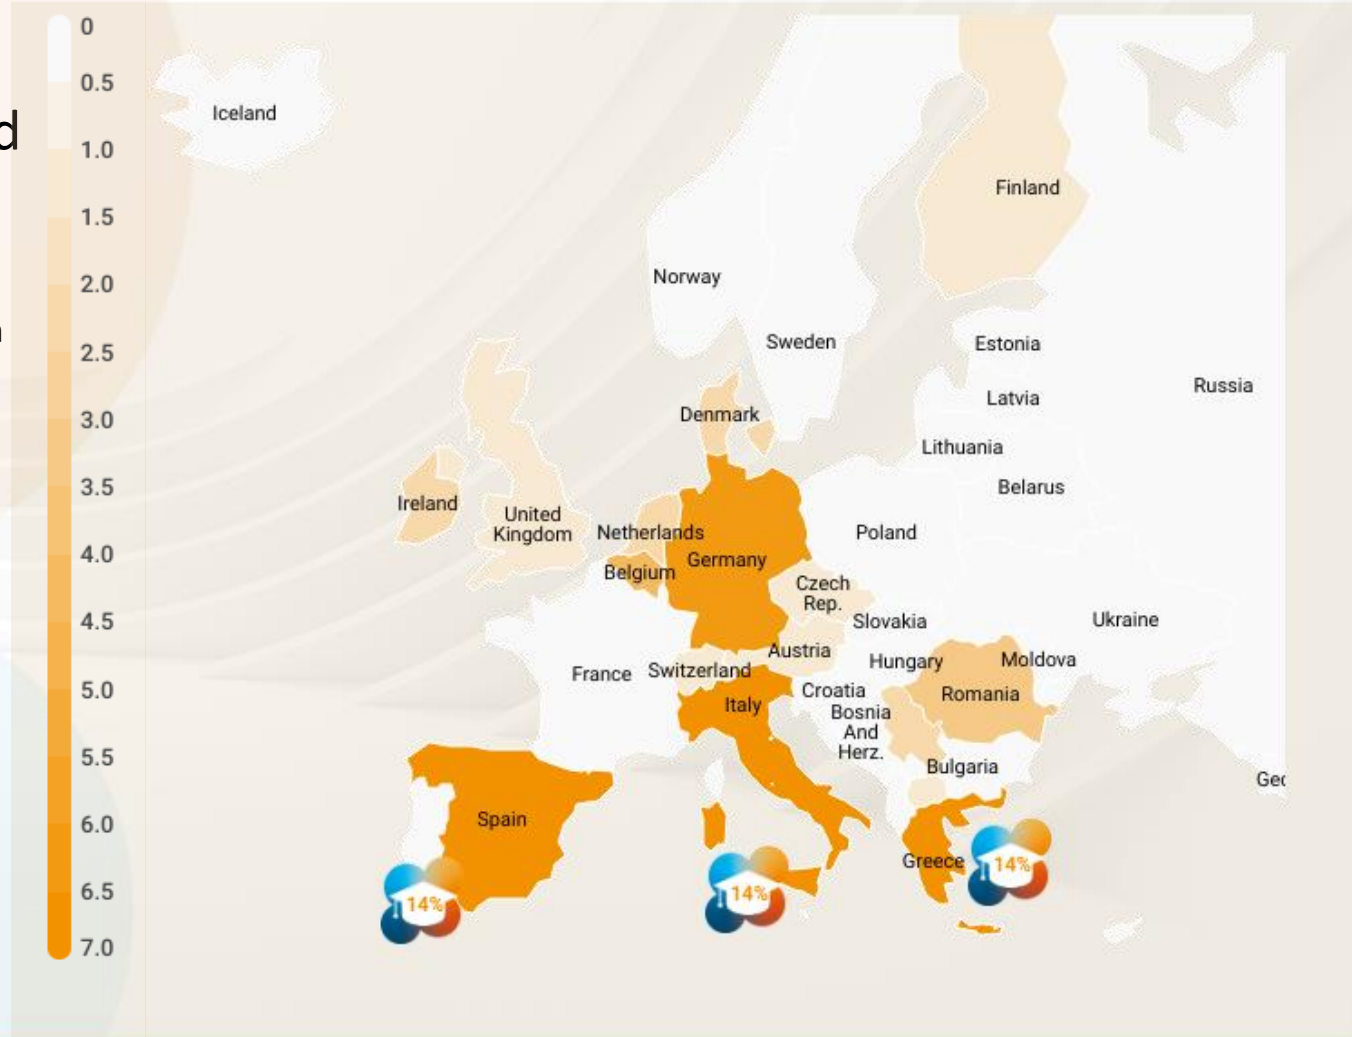 0
0.5
1.0
1.5
2.0
2.5
3.0
3.5
4.0
4.5
5.0
5.5
6.0
6.5
7.0
d
Iceland
Finland
Norway
Sweden
Estonia
Russia
Latvia
Denmark
Lithuania
Belarus
Ireland
United
Kingdom
Netherlands
Poland
Germany
Belgium
Czech
Rep.
Slovakia
Ukraine
Austria
Hungary
Moldova
France
Switzerland
Croatia
Romania
Italy
Bosnia
And
Herz.
Bulgaria
Geo
Spain
Greece
14%
14%
14%